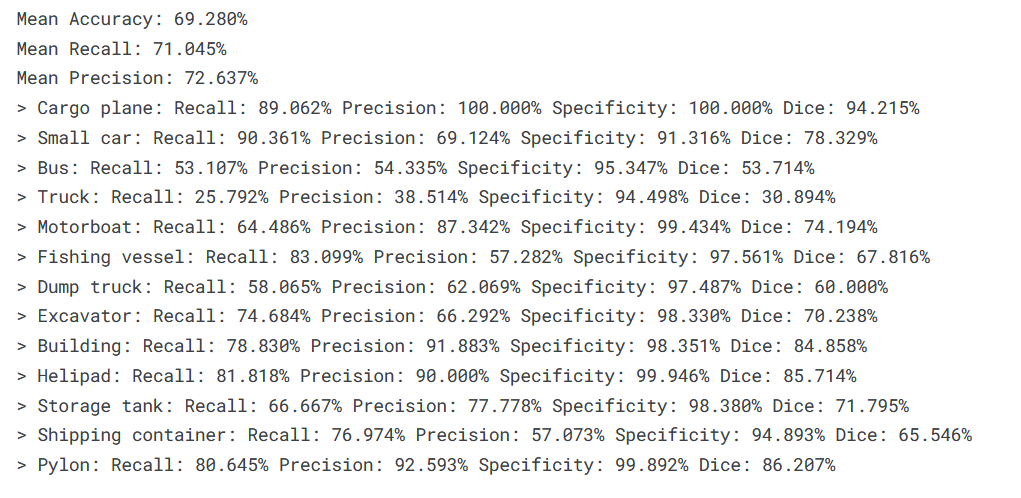 Mean Accuracy: 69.280%
Mean Recall: 71.045%
Mean Precision: 72.637%
> Cargo plane: Recall: 89.062% Precision: 100.000% Specificity: 100.000% Dice: 94.215%
> Small car: Recall: 90.361% Precision: 69.124% Specificity: 91.316% Dice: 78.329%
> Bus: Recall: 53.107% Precision: 54.335% Specificity: 95.347% Dice: 53.714%
> Truck: Recall: 25.792% Precision: 38.514% Specificity: 94.498% Dice: 30.894%
> Motorboat: Recall: 64.486% Precision: 87.342% Specificity: 99.434% Dice: 74.194%
> Fishing vessel: Recall: 83.099% Precision: 57.282% Specificity: 97.561% Dice: 67.816%
> Dump truck: Recall: 58.065% Precision: 62.069% Specificity: 97.487% Dice: 60.000%
> Excavator: Recall: 74.684% Precision: 66.292% Specificity: 98.330% Dice: 70.238%
> Building: Recall: 78.830% Precision: 91.883% Specificity: 98.351% Dice: 84.858%
> Helipad: Recall: 81.818% Precision: 90.000% Specificity: 99.946% Dice: 85.714%
> Storage tank: Recall: 66.667% Precision: 77.778% Specificity: 98.380% Dice: 71.795%
> Shipping container: Recall: 76.974% Precision: 57.073% Specificity: 94.893% Dice: 65.546%
> Pylon: Recall: 80.645% Precision: 92.593% Specificity: 99.892% Dice: 86.207%